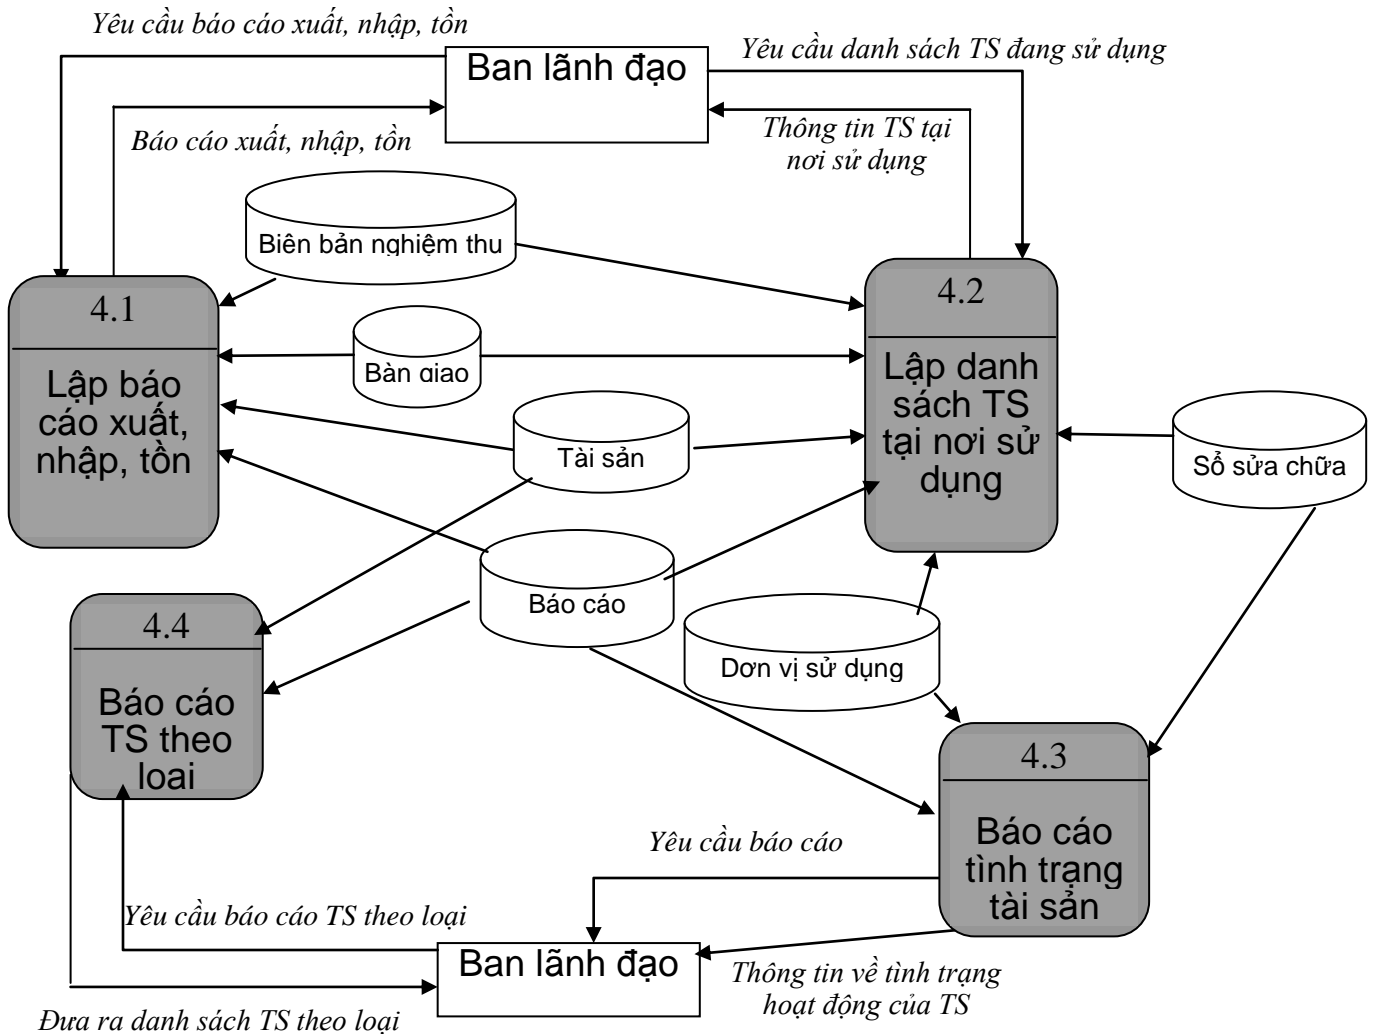 Yêu cầu báo cáo xuất, nhập, tồn
Ban lãnh đạo
Yêu cầu danh sách TS đang sử dụng
Báo cáo xuất, nhập, tồn
Thông tin TS tại
nơi sử dụng
Biên bản nghiệm thu
4.1
Lập báo
cáo xuất,
nhập, tồn
4.2
Lập danh
sách TS
tại nơi sử
dụng
Bàn giao
Tài sản
Sổ sửa chữa
Báo cáo
4.4
Báo cáo
TS theo
loai
Dơn vị sử dụng
4.3
Báo cáo
tình trạng
tài sản
Yêu cầu báo cáo
Yêu cầu báo cáo TS theo loại
Ban lãnh đạo
Thông tin về tình trạng
hoạt động của TS
Đưa ra danh sách TS theo loại